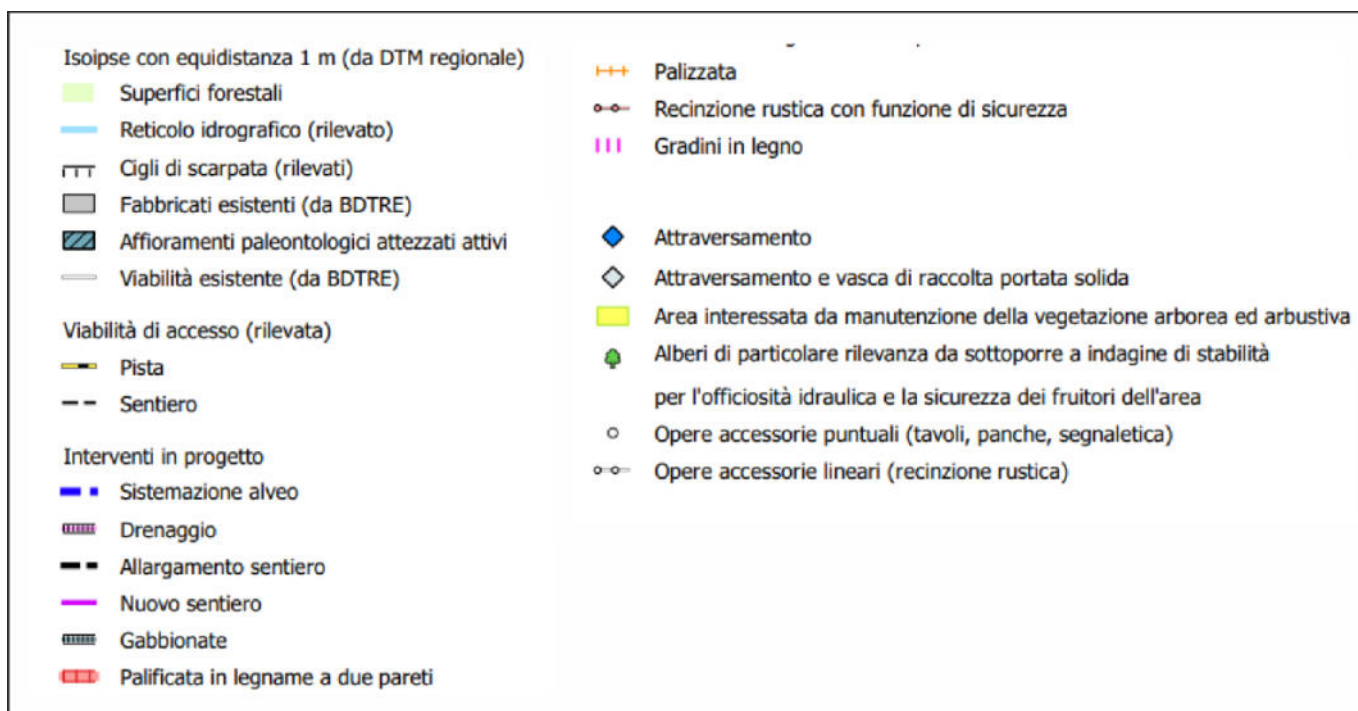 Isoipse con equidistanza 1 m (da DTM regionale)
Superfici forestali
Reticolo idrografico (rilevato)
Cigli di scarpata (rilevati)
Fabbricati esistenti (da BDTRE)
Affioramenti paleontologici attezzati attivi
Viabilità esistente (da BDTRE)
Viabilità di accesso (rilevata)
Pista
Sentiero
Interventi in progetto
Sistemazione alveo
Drenaggio
Allargamento sentiero
Nuovo sentiero
Gabbionate
Palificata in legname a due pareti
Palizzata
Recinzione rustica con funzione di sicurezza
Gradini in legno
Attraversamento
Attraversamento e vasca di raccolta portata solida
Area interessata da manutenzione della vegetazione arborea ed arbustiva
Alberi di particolare rilevanza da sottoporre a indagine di stabilità
per l'officiosità idraulica e la sicurezza dei fruitori dell'area
Opere accessorie puntuali (tavoli, panche, segnaletica)
Opere accessorie lineari (recinzione rustica)